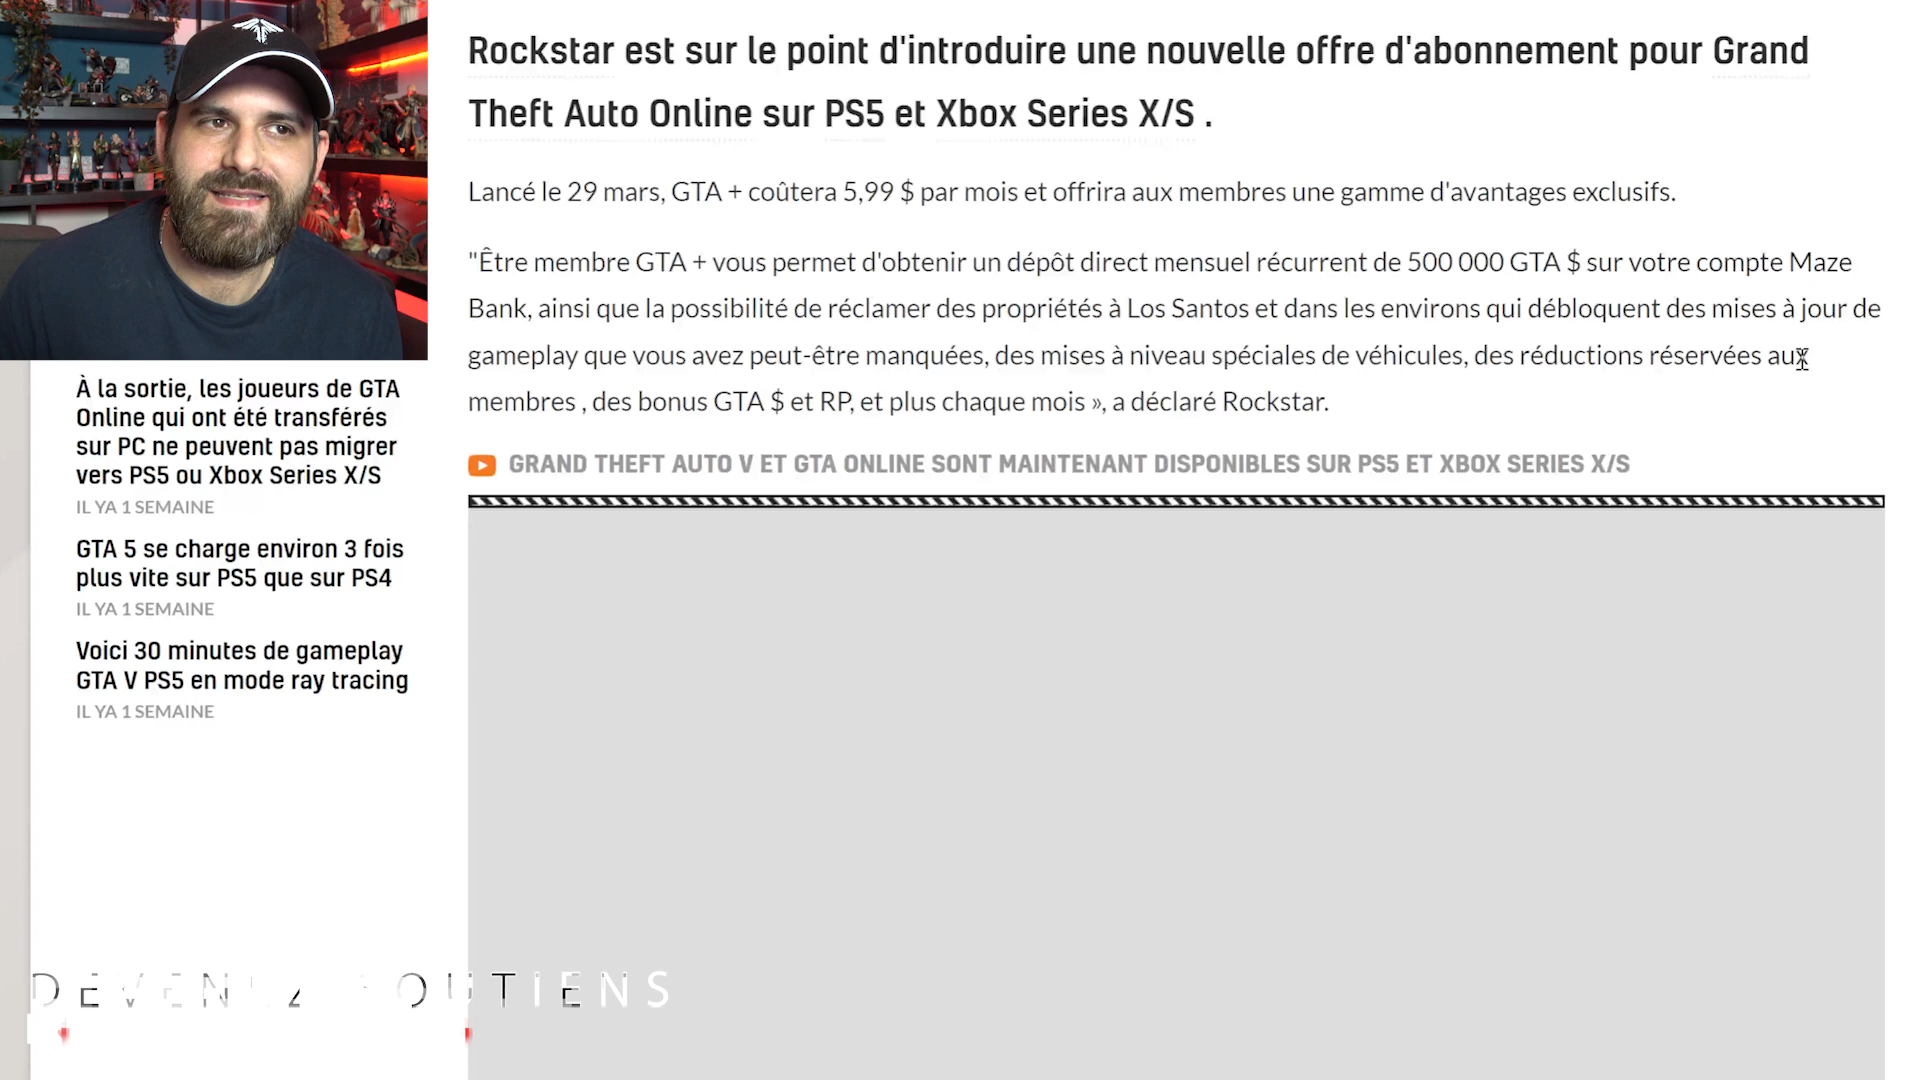 Rockstar est sur le point d'introduire une nouvelle offre d'abonnement pour Grand
Theft Auto Online sur PS5 et Xbox Series X/S .
Lancé le 29 mars, GTA + coûtera 5,99 $ par mois et offrira aux membres une gamme d'avantages exclusifs.
"Être membre GTA + vous permet d'obtenir un dépôt direct mensuel récurrent de 500 000 GTA $ sur votre compte Maze
Bank, ainsi que la possibilité de réclamer des propriétés à Los Santos et dans les environs qui débloquent des mises à jour de
gameplay que vous avez peut-être manquées, des mises à niveau spéciales de véhicules, des réductions réservées aux
membres , des bonus GTA $ et RP, et plus chaque mois », a déclaré Rockstar.
GRAND THEFT AUTO V ET GTA ONLINE SONT MAINTENANT DISPONIBLES SUR PS5 ET XBOX SERIES X/S
À la sortie, les joueurs de GTA
Online qui ont été transférés
sur PC ne peuvent pas migrer
vers PS5 ou Xbox Series X/S
IL YA 1 SEMAINE
GTA 5 se charge environ 3 fois
plus vite sur PS5 que sur PS4
IL YA 1 SEMAINE
Voici 30 minutes de gameplay
GTA V PS5 en mode ray tracing
IL YA 1 SEMAINE
DEVENEZ SOUTIENS